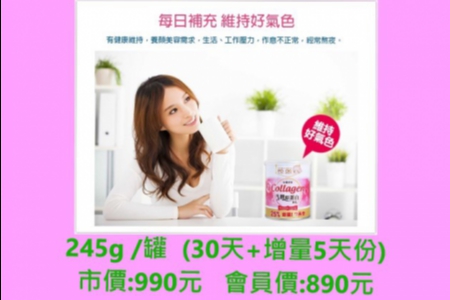 每日補充 維持好氣色
有健康維持。養顏美容需求。生活。工作壓力。作息不正常。經常熬夜。
維持
好氣色
Collagen
245g /罐  (30天+增量5天份)
市價:990元   會員價:890元